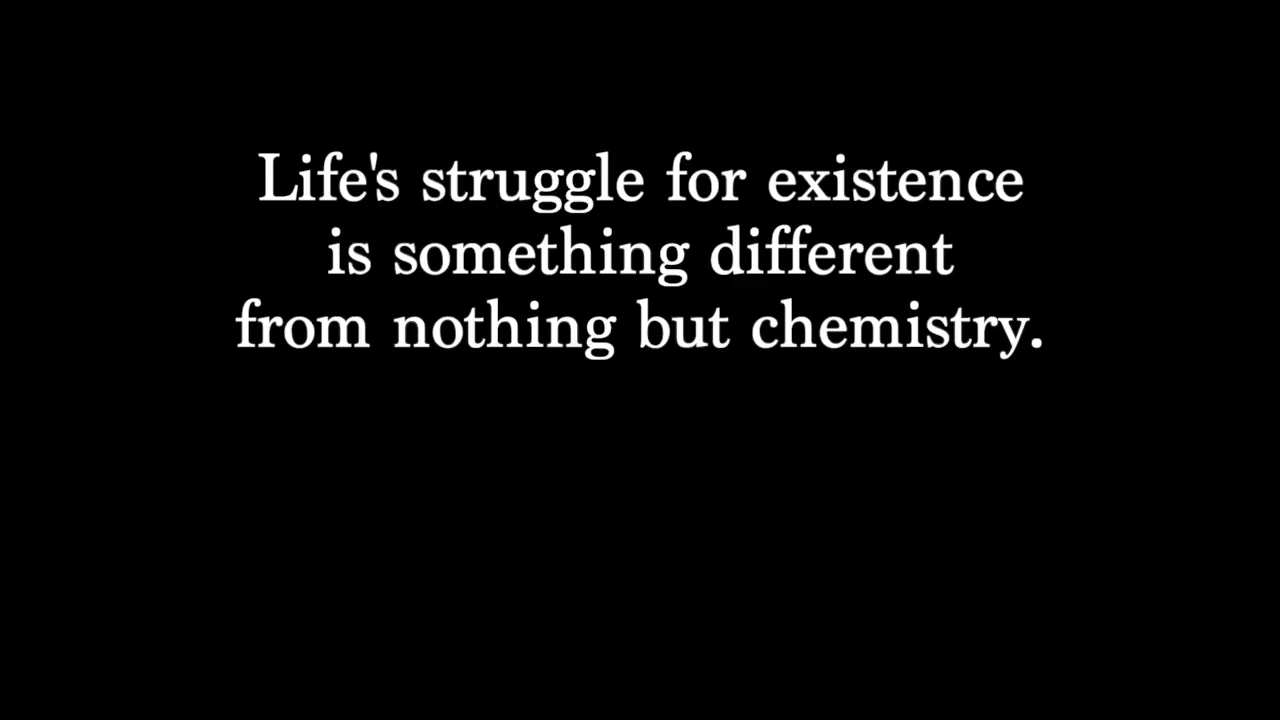 Life's struggle for existence
is something different
from nothing but chemistry.